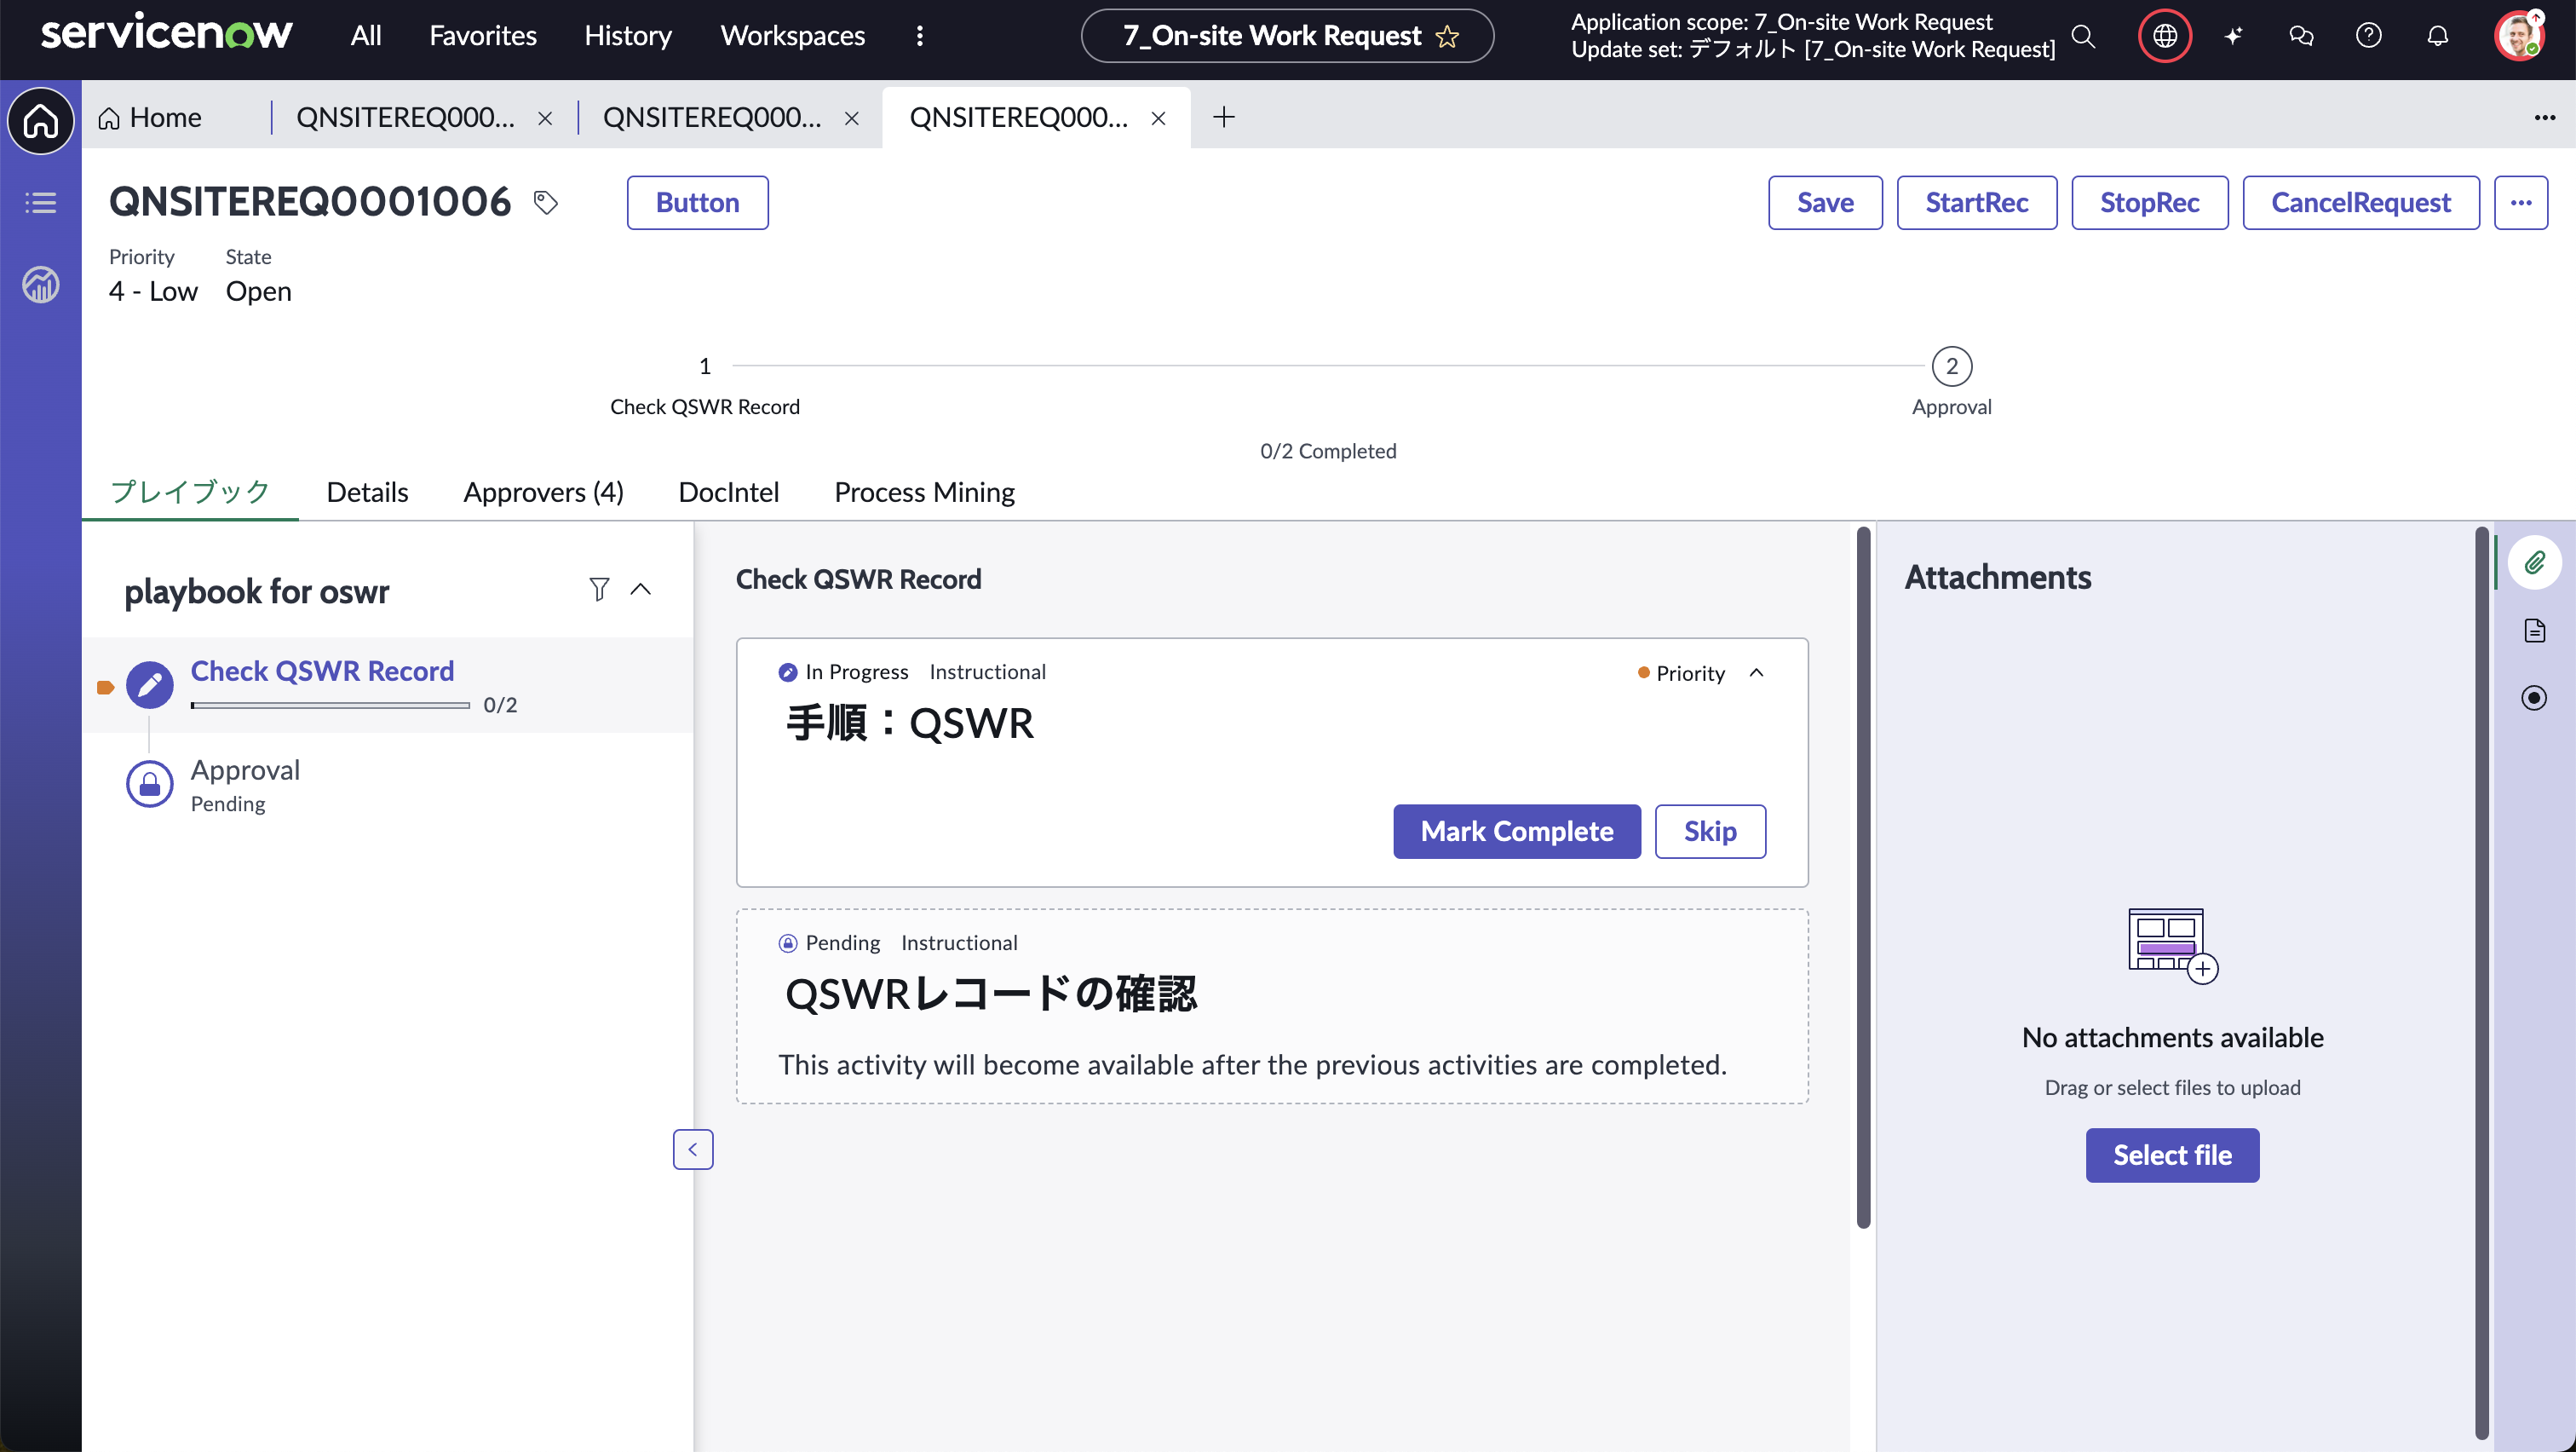 servicenow All Favorites History Workspaces 7_On-site Work Request Application scope: 7_On-site Work Request
Update set: デフォルト [7_On-site Work Request]
Home QNSITEREQ000... QNSITEREQ000... QNSITEREQ000...
QNSITEREQ0001006 Button Save StartRec StopRec CancelRequest
Priority State
4 - Low Open
1 2
Check QSWR Record Approval
0/2 Completed
プレイブック Details Approvers (4) DocIntel Process Mining
playbook for oswr
Check QSWR Record
0/2
Approval
Pending
Check QSWR Record
In Progress Instructional Priority
手順：QSWR
Mark Complete Skip
Pending Instructional
QSWRレコードの確認
This activity will become available after the previous activities are completed.
Attachments
No attachments available
Drag or select files to upload
Select file